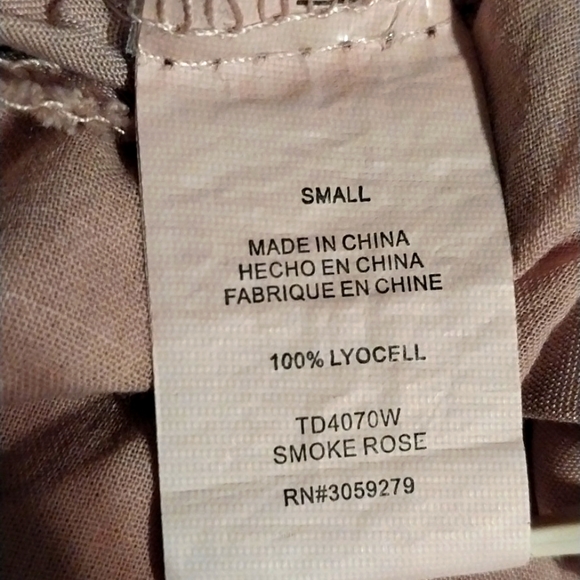 SMALL
MADE IN CHINA
HECHO EN CHINA
FABRIQUE EN CHINE
100% LYOCELL
TD4070W
SMOKE ROSE
RN#3059279